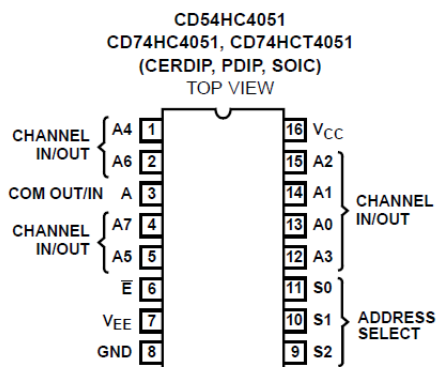 CD54HC4051
CD74HC4051, CD74HCT4051
(CERDIP, PDIP, SOIC)
TOP VIEW
CHANNEL IN/OUT
A4 1
A6 2
COM OUT/IN A 3
CHANNEL IN/OUT
A7 4
A5 5
E̅ 6
VEE 7
GND 8
16 VCC
15 A2
14 A1
13 A0
12 A3
CHANNEL IN/OUT
11 S0
10 S1
9 S2
ADDRESS SELECT